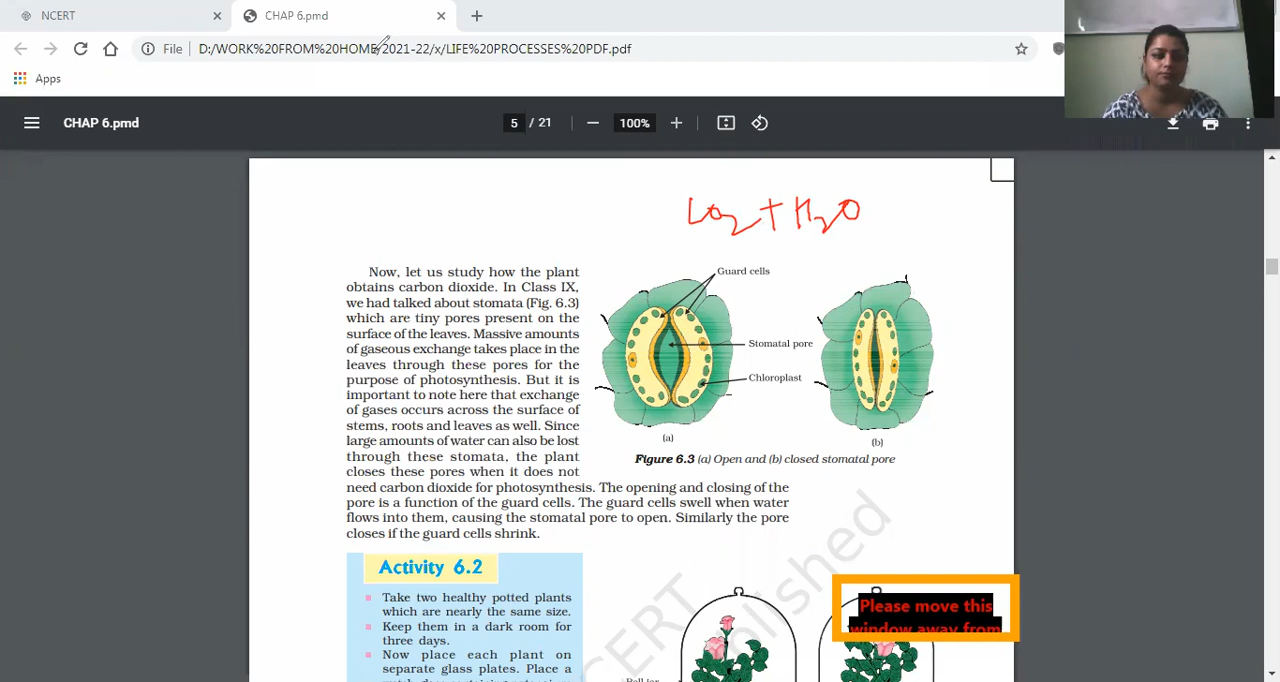 NCERT
CHAP 6.pmd
File
D:/WORK%20FROM%20HOME/2021-22/x/LIFE%20PROCESSES%20PDF.pdf
Apps
CHAP 6.pmd
5 / 21
100%
CO2 + H2O
Now, let us study how the plant
obtains carbon dioxide. In Class IX,
we had talked about stomata (Fig. 6.3)
which are tiny pores present on the
surface of the leaves. Massive amounts
of gaseous exchange takes place in the
leaves through these pores for the
purpose of photosynthesis. But it is
important to note here that exchange
of gases occurs across the surface of
stems, roots and leaves as well. Since
large amounts of water can also be lost
through these stomata, the plant
closes these pores when it does not
need carbon dioxide for photosynthesis. The opening and closing of the
pore is a function of the guard cells. The guard cells swell when water
flows into them, causing the stomatal pore to open. Similarly the pore
closes if the guard cells shrink.
Guard cells
Stomatal pore
Chloroplast
(a)
(b)
Figure 6.3 (a) Open and (b) closed stomatal pore
Activity 6.2
Take two healthy potted plants
which are nearly the same size.
Keep them in a dark room for
three days.
Now place each plant on
separate glass plates. Place a
Please move this
window away from